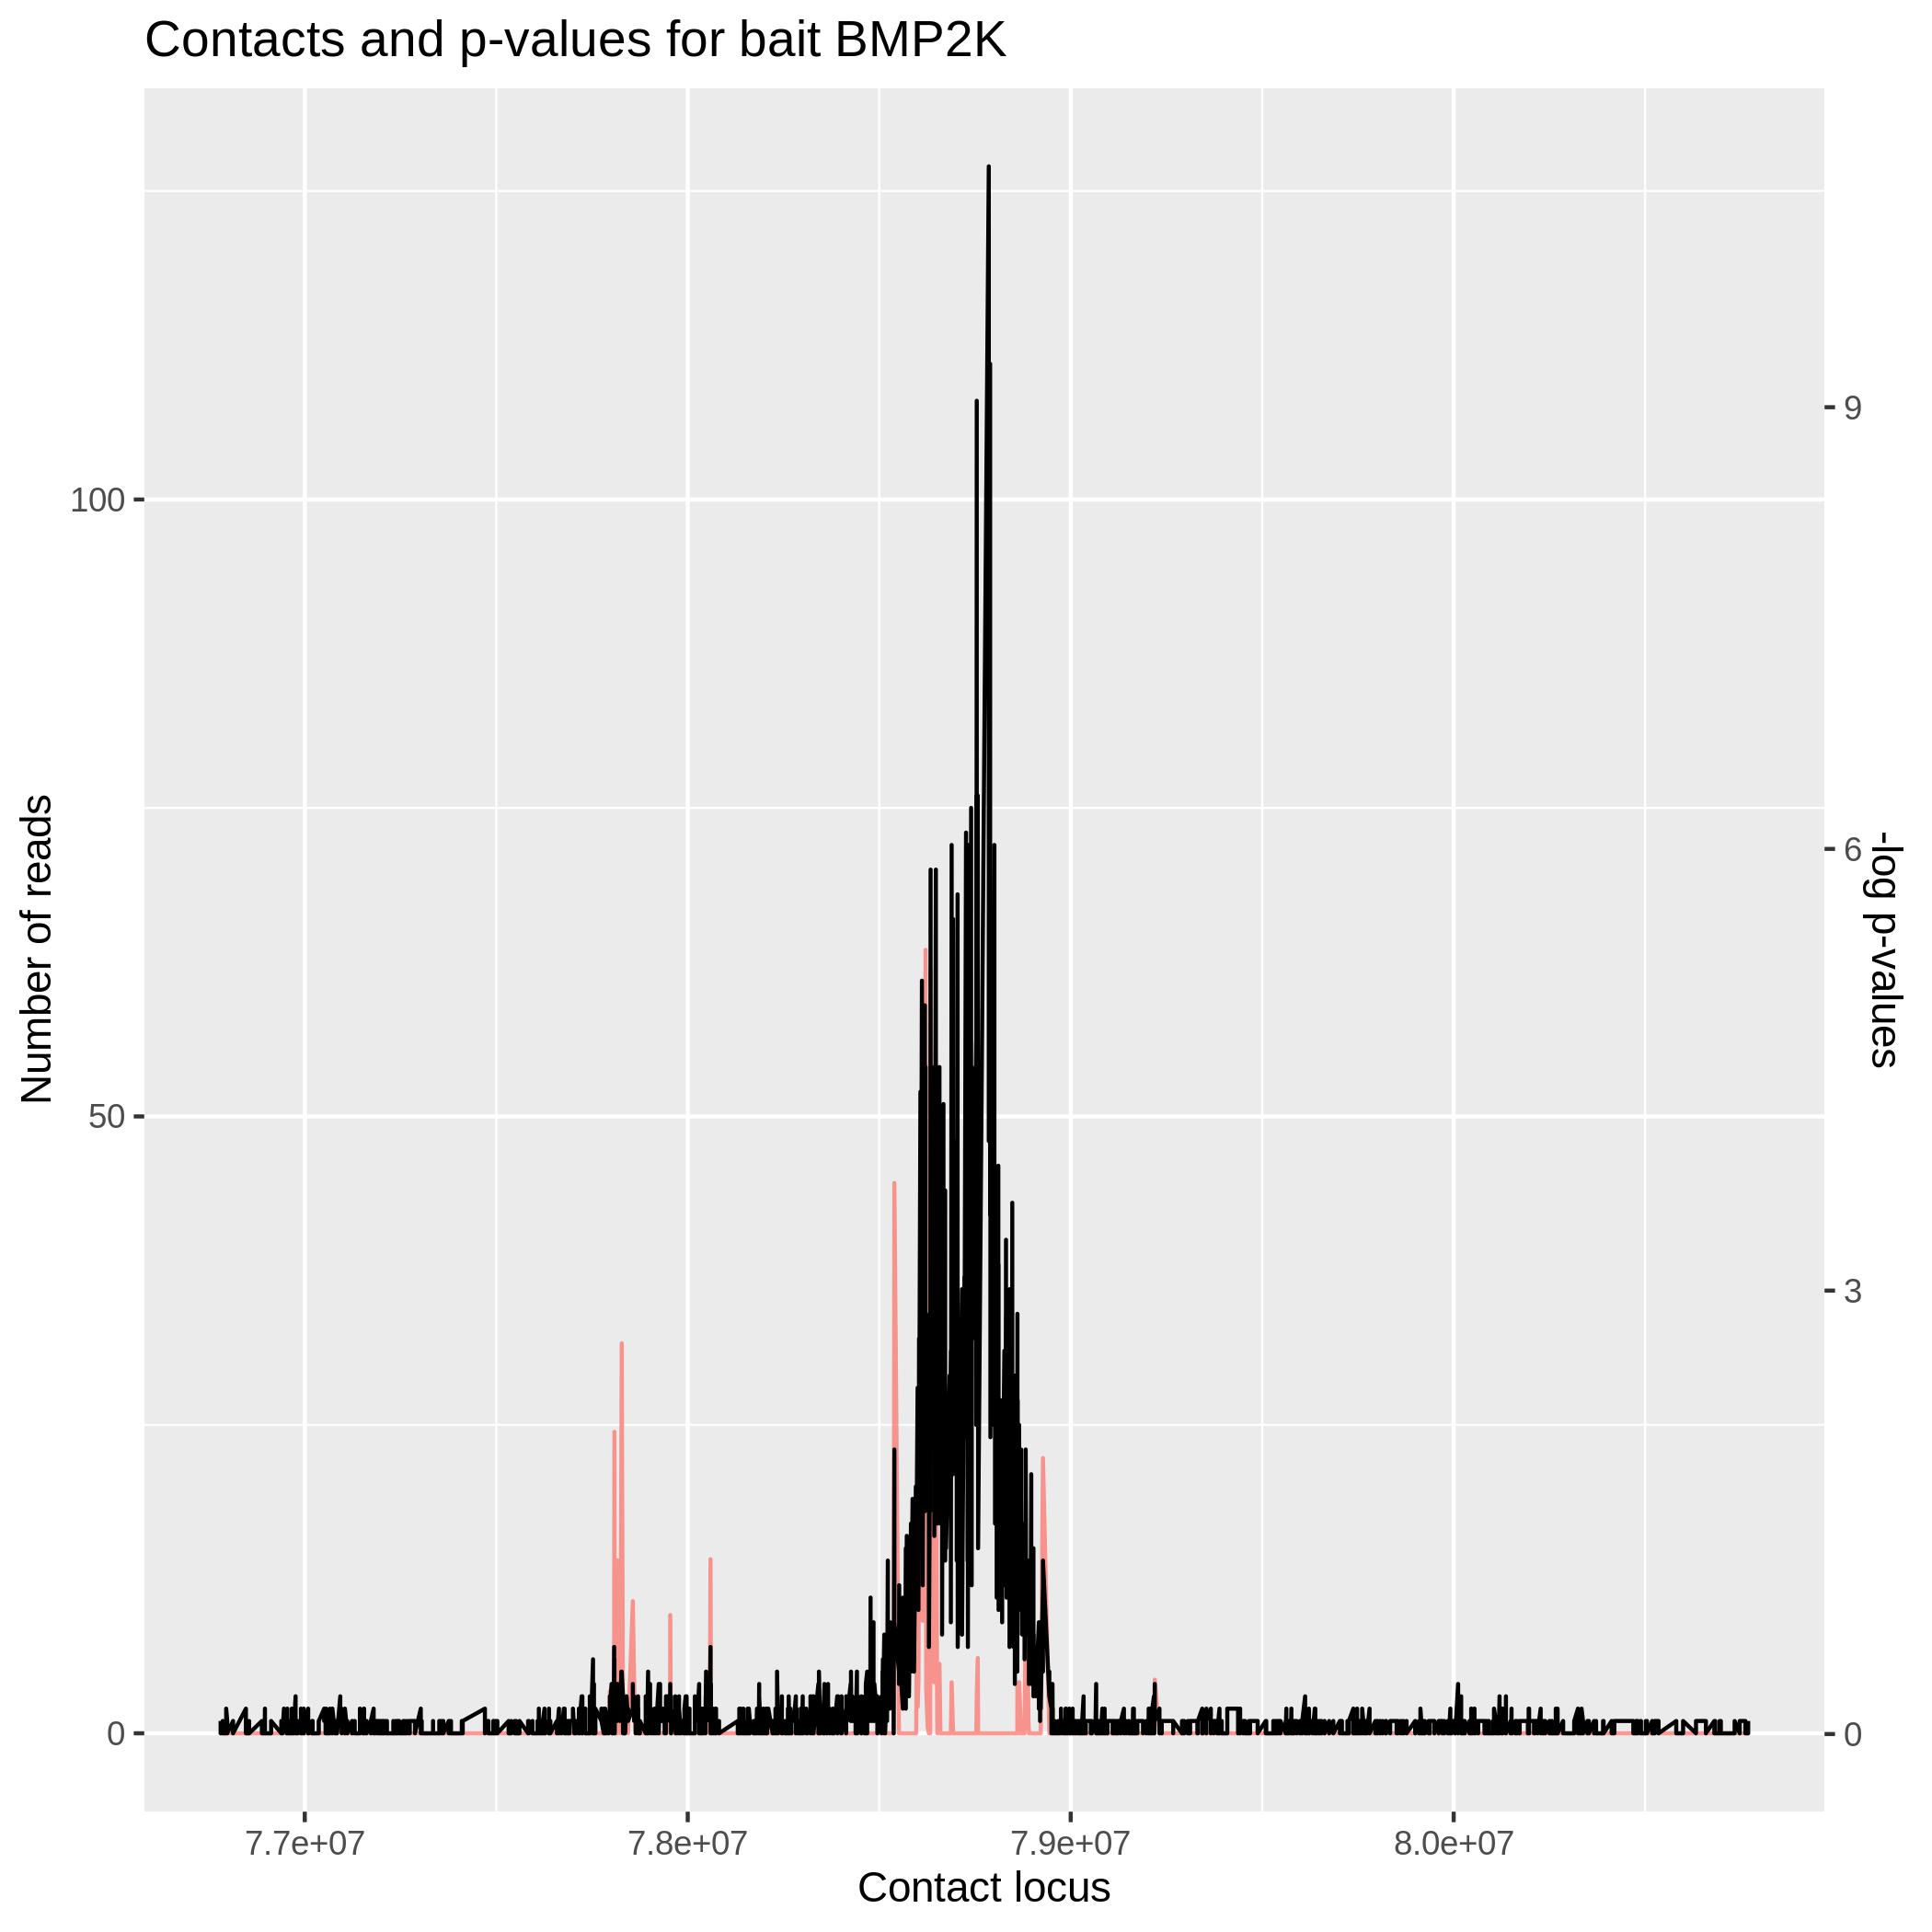 Contacts and p-values for bait BMP2K
Number of reads
100
50
0
9
6
3
0
-log p-values
7.7e+07
7.8e+07
7.9e+07
8.0e+07
Contact locus